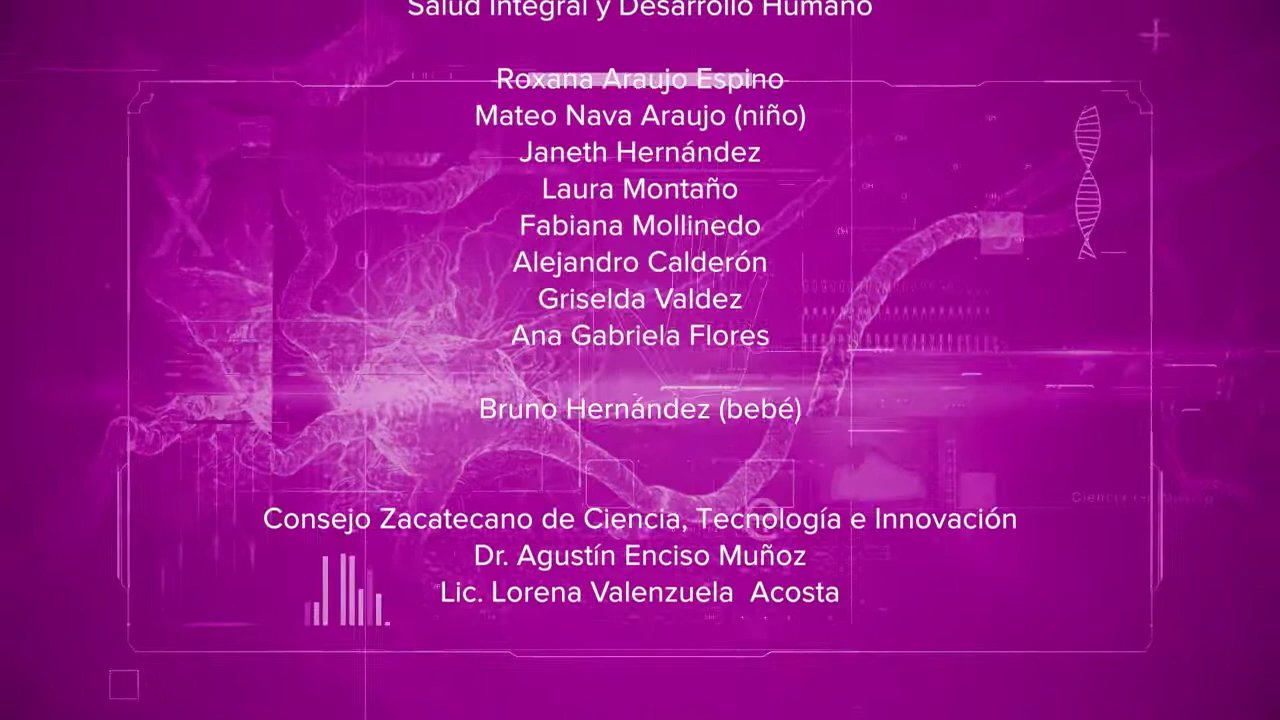 Salud Integral y Desarrollo Humano
Roxana Araujo Espino
Mateo Nava Araujo (niño)
Janeth Hernández
Laura Montaño
Fabiana Mollinedo
Alejandro Calderón
Griselda Valdez
Ana Gabriela Flores
Bruno Hernández (bebé)
Consejo Zacatecano de Ciencia, Tecnología e Innovación
Dr. Agustín Enciso Muñoz
Lic. Lorena Valenzuela  Acosta